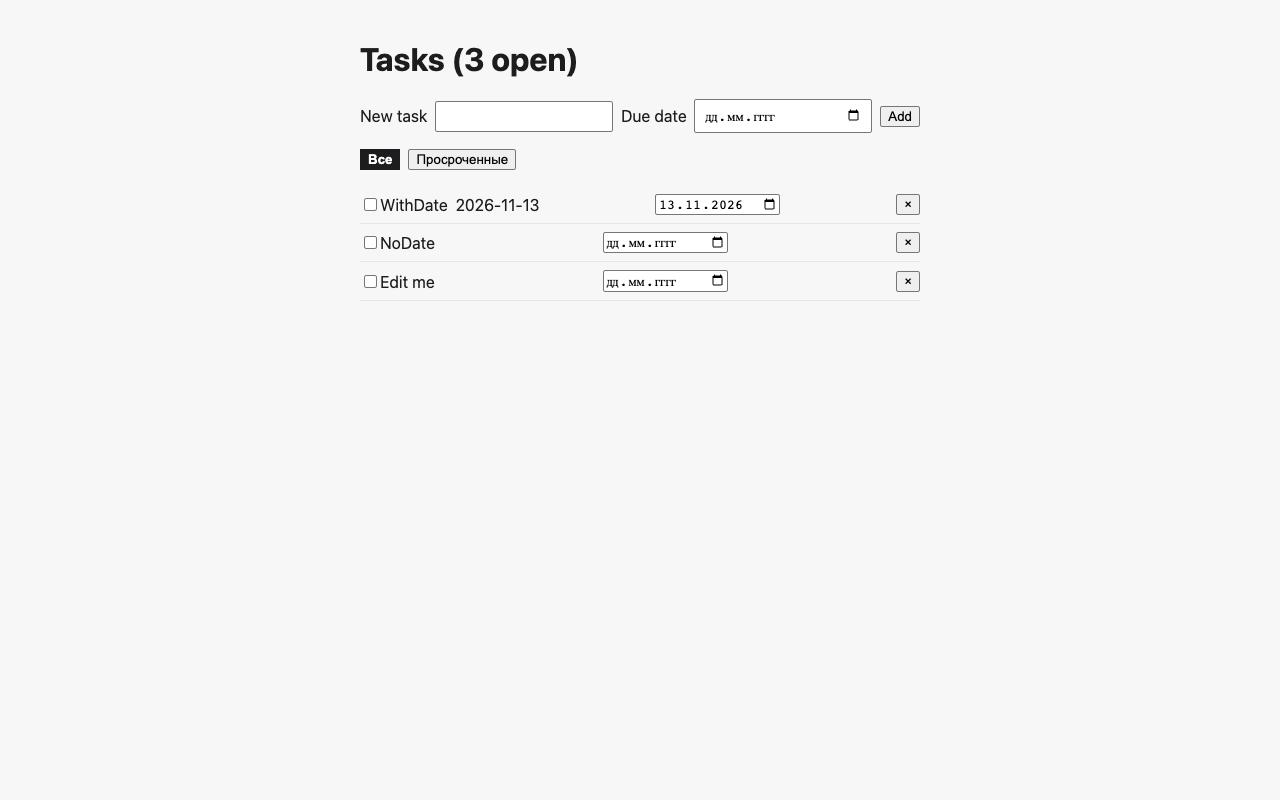 Tasks (3 open)
New task Due date дд.мм.гггг Add
Все Просроченные
WithDate 2026-11-13 13.11.2026 ×
NoDate дд.мм.гггг ×
Edit me дд.мм.гггг ×